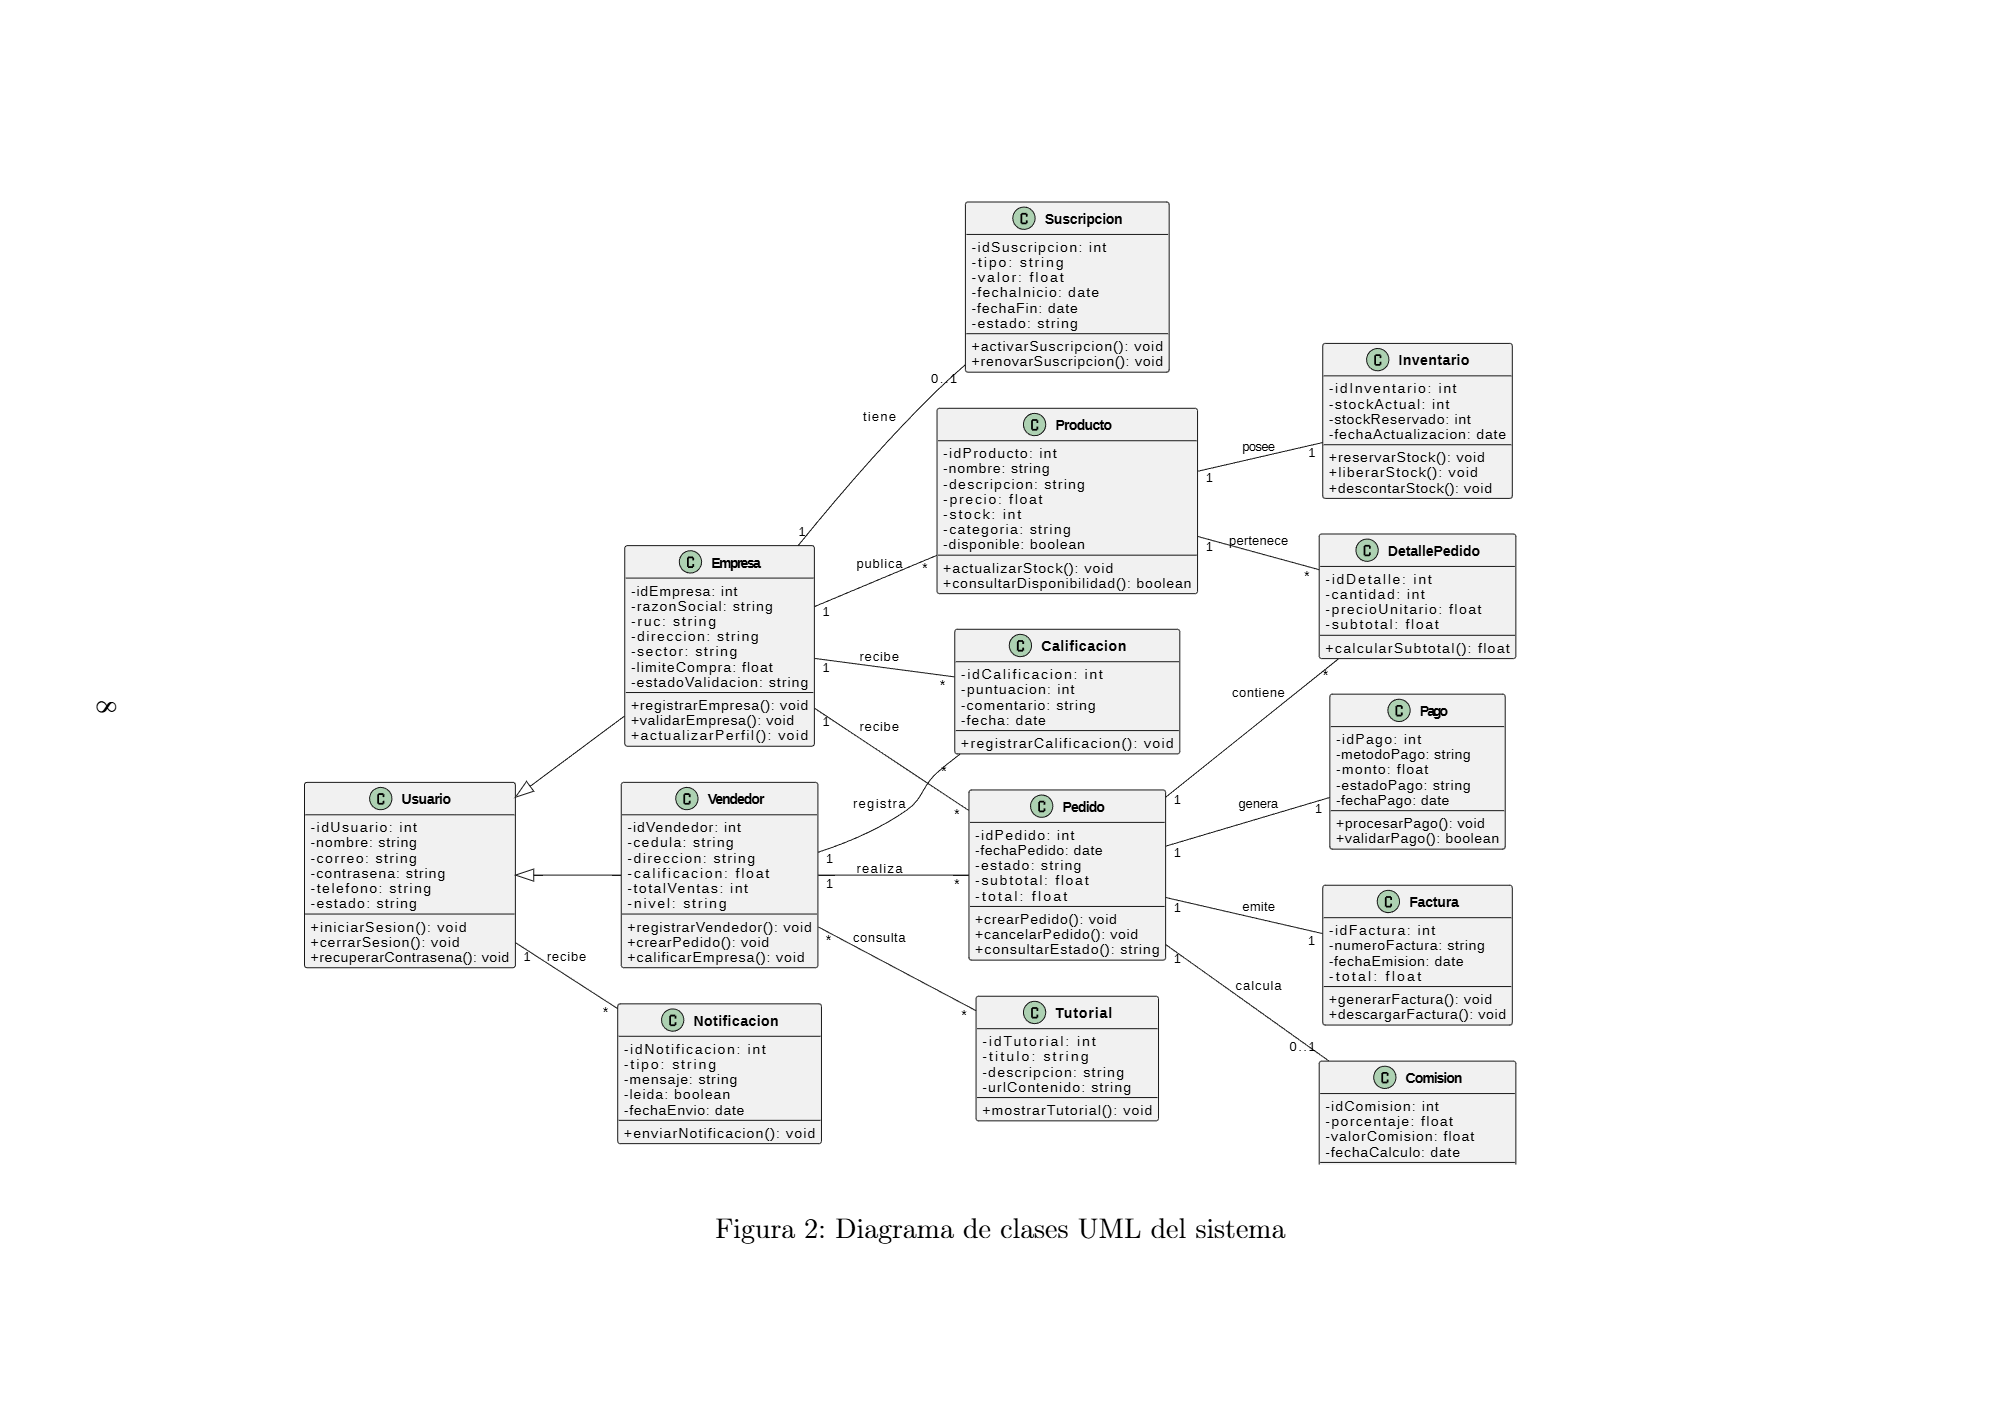 Suscripcion
-idSuscripcion: int
-tipo: string
-valor: float
-fechaInicio: date
-fechaFin: date
-estado: string
+activarSuscripcion(): void
+renovarSuscripcion(): void
0..1
tiene
1
C Inventario
-idInventario: int
-stockActual: int
-stockReservado: int
-fechaActualizacion: date
+reservarStock(): void
+liberarStock(): void
+descontarStock(): void
C Producto
-idProducto: int
-nombre: string
-descripcion: string
-precio: float
-stock: int
-categoria: string
-disponible: boolean
+actualizarStock(): void
+consultarDisponibilidad(): boolean
posee
1
1
pertenece
1
*
C DetallePedido
-idDetalle: int
-cantidad: int
-precioUnitario: float
-subtotal: float
+calcularSubtotal(): float
C Empresa
-idEmpresa: int
-razonSocial: string
-ruc: string
-direccion: string
-sector: string
-limiteCompra: float
-estadoValidacion: string
+registrarEmpresa(): void
+validarEmpresa(): void
+actualizarPerfil(): void
publica
1
*
recibe
1
*
recibe
1
*
C Calificacion
-idCalificacion: int
-puntuacion: int
-comentario: string
-fecha: date
+registrarCalificacion(): void
contiene
*
1
C Pago
-idPago: int
-metodoPago: string
-monto: float
-estadoPago: string
-fechaPago: date
+procesarPago(): void
+validarPago(): boolean
∞
C Usuario
-idUsuario: int
-nombre: string
-correo: string
-contrasena: string
-telefono: string
-estado: string
+iniciarSesion(): void
+cerrarSesion(): void
+recuperarContrasena(): void
C Vendedor
-idVendedor: int
-cedula: string
-direccion: string
-calificacion: float
-totalVentas: int
-nivel: string
+registrarVendedor(): void
+crearPedido(): void
+calificarEmpresa(): void
registra
1
*
realiza
1
*
consulta
*
*
C Pedido
-idPedido: int
-fechaPedido: date
-estado: string
-subtotal: float
-total: float
+crearPedido(): void
+cancelarPedido(): void
+consultarEstado(): string
genera
1
1
emite
1
1
calcula
1
0..1
C Factura
-idFactura: int
-numeroFactura: string
-fechaEmision: date
-total: float
+generarFactura(): void
+descargarFactura(): void
1 recibe
*
C Notificacion
-idNotificacion: int
-tipo: string
-mensaje: string
-leida: boolean
-fechaEnvio: date
+enviarNotificacion(): void
C Tutorial
-idTutorial: int
-titulo: string
-descripcion: string
-urlContenido: string
+mostrarTutorial(): void
C Comision
-idComision: int
-porcentaje: float
-valorComision: float
-fechaCalculo: date
Figura 2: Diagrama de clases UML del sistema